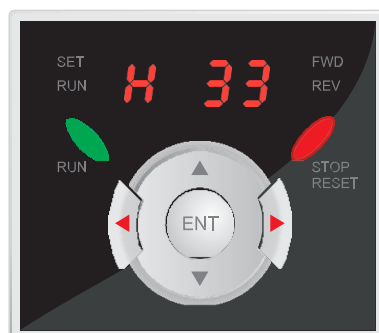 SET
RUN
H 33
FWD
REV
RUN
STOP
RESET
ENT